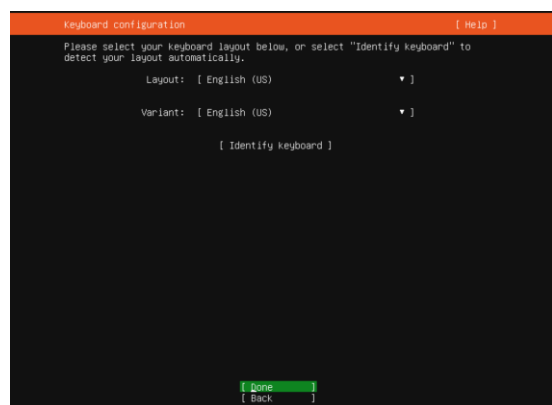 Keyboard configuration [ Help ]
Please select your keyboard layout below, or select "Identify keyboard" to
detect your layout automatically.
Layout: [ English (US) ▾ ]
Variant: [ English (US) ▾ ]
[ Identify keyboard ]
[ Done ]
[ Back ]